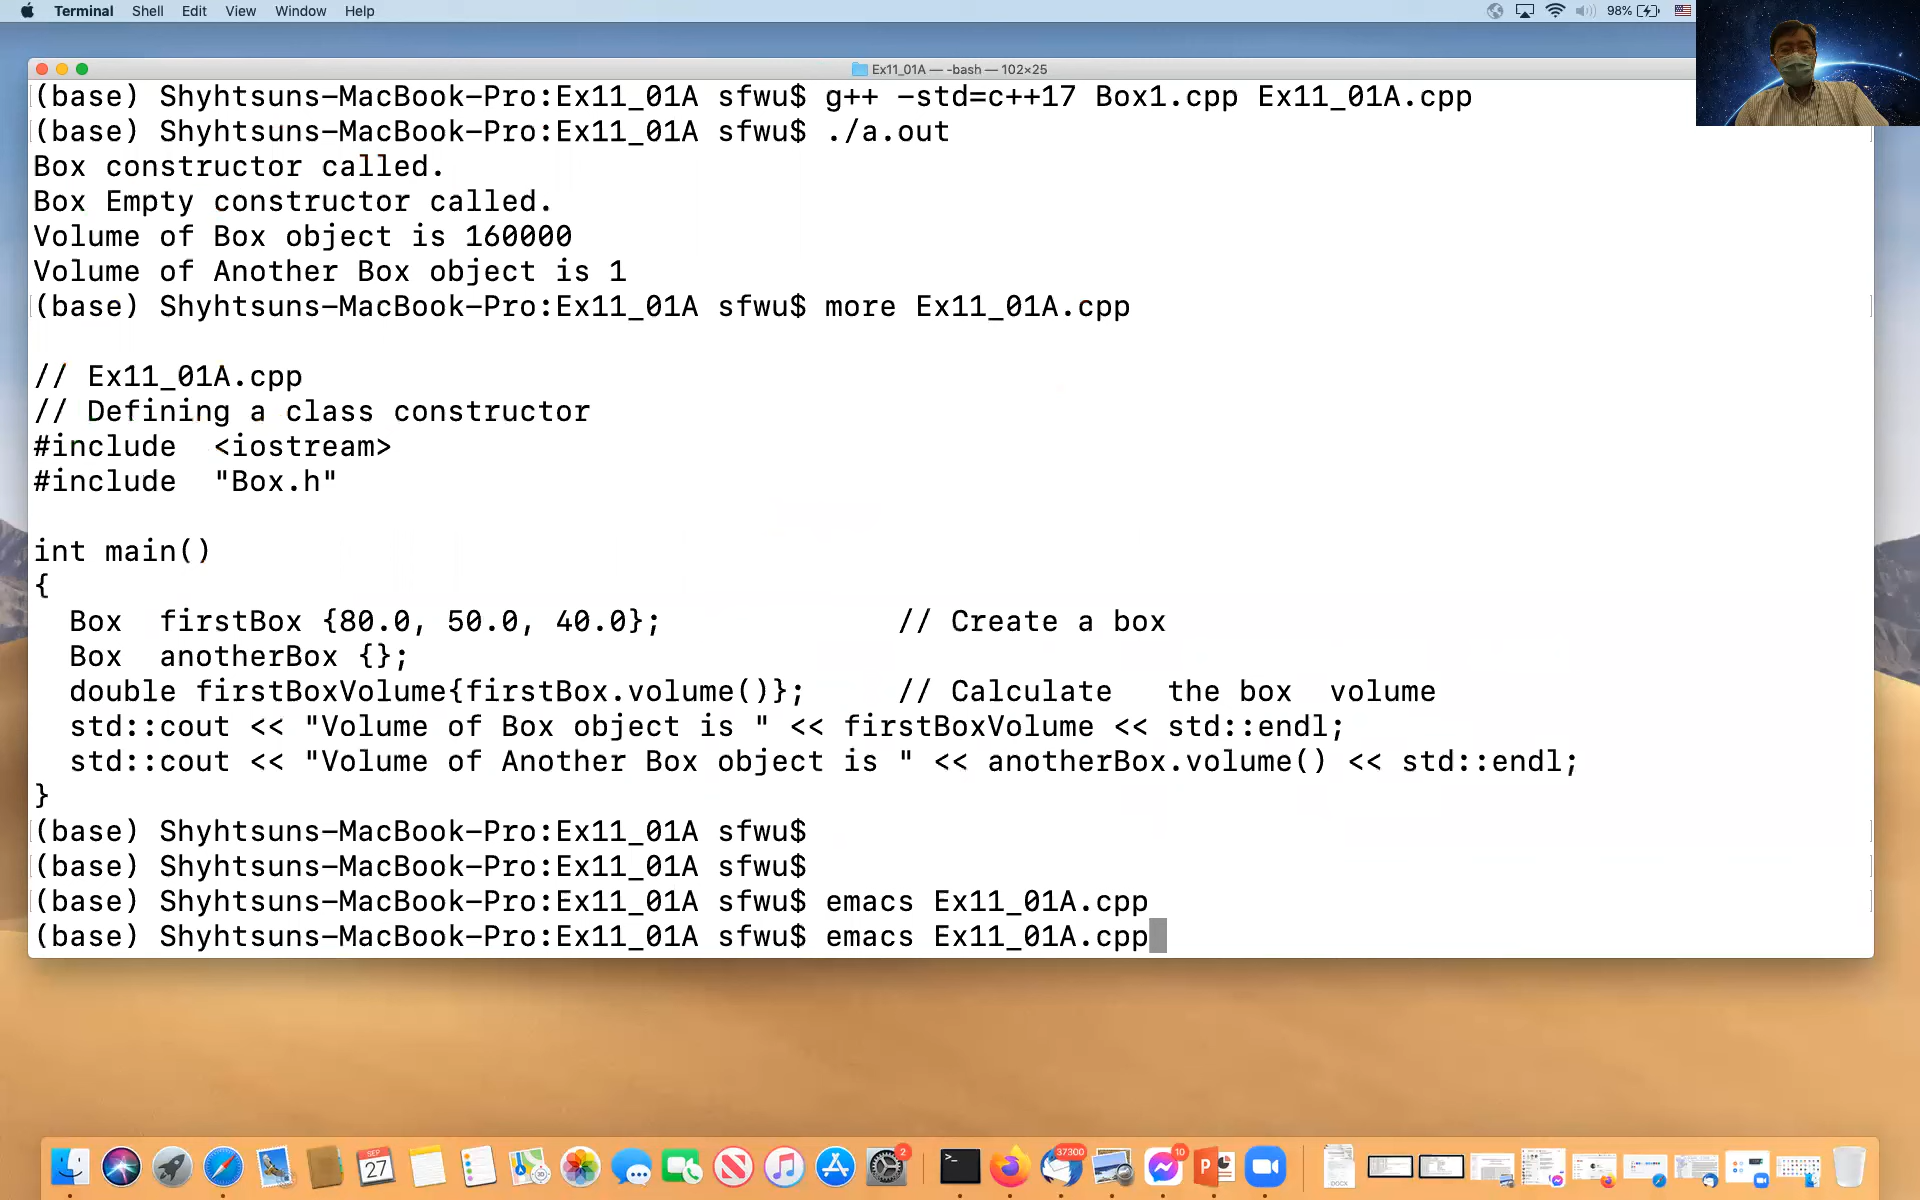 Terminal Shell Edit View Window Help 98%
Ex11_01A — -bash — 102×25
(base) Shyhtsuns-MacBook-Pro:Ex11_01A sfwu$ g++ -std=c++17 Box1.cpp Ex11_01A.cpp
(base) Shyhtsuns-MacBook-Pro:Ex11_01A sfwu$ ./a.out
Box constructor called.
Box Empty constructor called.
Volume of Box object is 160000
Volume of Another Box object is 1
(base) Shyhtsuns-MacBook-Pro:Ex11_01A sfwu$ more Ex11_01A.cpp
// Ex11_01A.cpp
// Defining a class constructor
#include  <iostream>
#include  "Box.h"
int main()
{
  Box  firstBox {80.0, 50.0, 40.0};             // Create a box
  Box  anotherBox {};
  double firstBoxVolume{firstBox.volume()};     // Calculate   the box  volume
  std::cout << "Volume of Box object is " << firstBoxVolume << std::endl;
  std::cout << "Volume of Another Box object is " << anotherBox.volume() << std::endl;
}
(base) Shyhtsuns-MacBook-Pro:Ex11_01A sfwu$
(base) Shyhtsuns-MacBook-Pro:Ex11_01A sfwu$
(base) Shyhtsuns-MacBook-Pro:Ex11_01A sfwu$ emacs Ex11_01A.cpp
(base) Shyhtsuns-MacBook-Pro:Ex11_01A sfwu$ emacs Ex11_01A.cpp
SEP
27
2
37300
10
DOCX